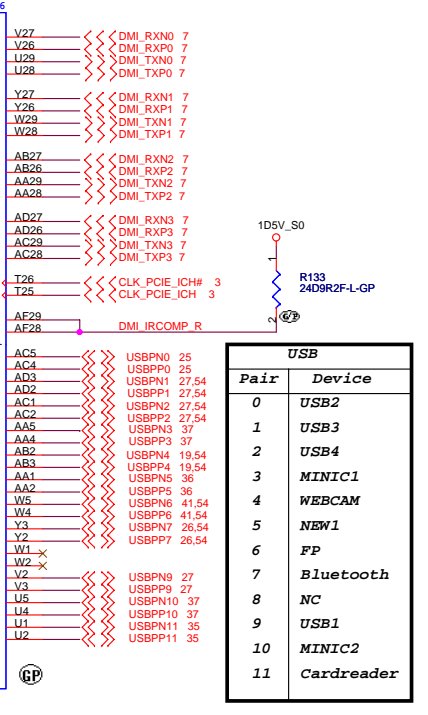 6
V27 DMI_RXN0 7
V26 DMI_RXP0 7
U29 DMI_TXN0 7
U28 DMI_TXP0 7
Y27 DMI_RXN1 7
Y26 DMI_RXP1 7
W29 DMI_TXN1 7
W28 DMI_TXP1 7
AB27 DMI_RXN2 7
AB26 DMI_RXP2 7
AA29 DMI_TXN2 7
AA28 DMI_TXP2 7
AD27 DMI_RXN3 7
AD26 DMI_RXP3 7
AC29 DMI_TXN3 7
AC28 DMI_TXP3 7
T26 CLK_PCIE_ICH# 3
T25 CLK_PCIE_ICH 3
AF29
AF28 DMI_IRCOMP_R
1D5V_S0
1
R133
24D9R2F-L-GP
2
GP
AC5 USBPN0 25
AC4 USBPP0 25
AD3 USBPN1 27,54
AD2 USBPP1 27,54
AC1 USBPN2 27,54
AC2 USBPP2 27,54
AA5 USBPN3 37
AA4 USBPP3 37
AB2 USBPN4 19,54
AB3 USBPP4 19,54
AA1 USBPN5 36
AA2 USBPP5 36
W5 USBPN6 41,54
W4 USBPP6 41,54
Y3 USBPN7 26,54
Y2 USBPP7 26,54
W1
W2
V2 USBPN9 27
V3 USBPP9 27
U5 USBPN10 37
U4 USBPP10 37
U1 USBPN11 35
U2 USBPP11 35
GP
USB
Pair Device
0 USB2
1 USB3
2 USB4
3 MINIC1
4 WEBCAM
5 NEW1
6 FP
7 Bluetooth
8 NC
9 USB1
10 MINIC2
11 Cardreader